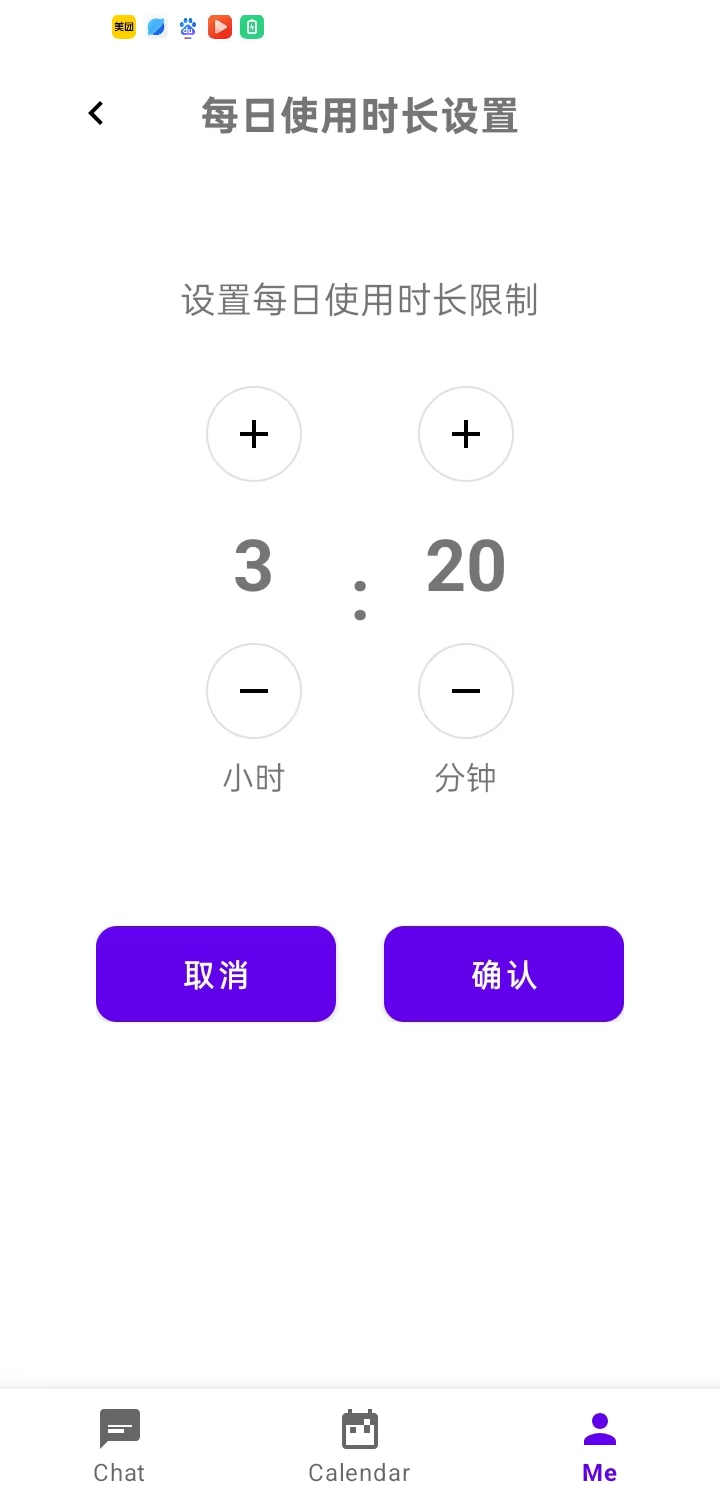 美团
du
每日使用时长设置
设置每日使用时长限制
3 : 20
小时 分钟
取消 确认
Chat Calendar Me